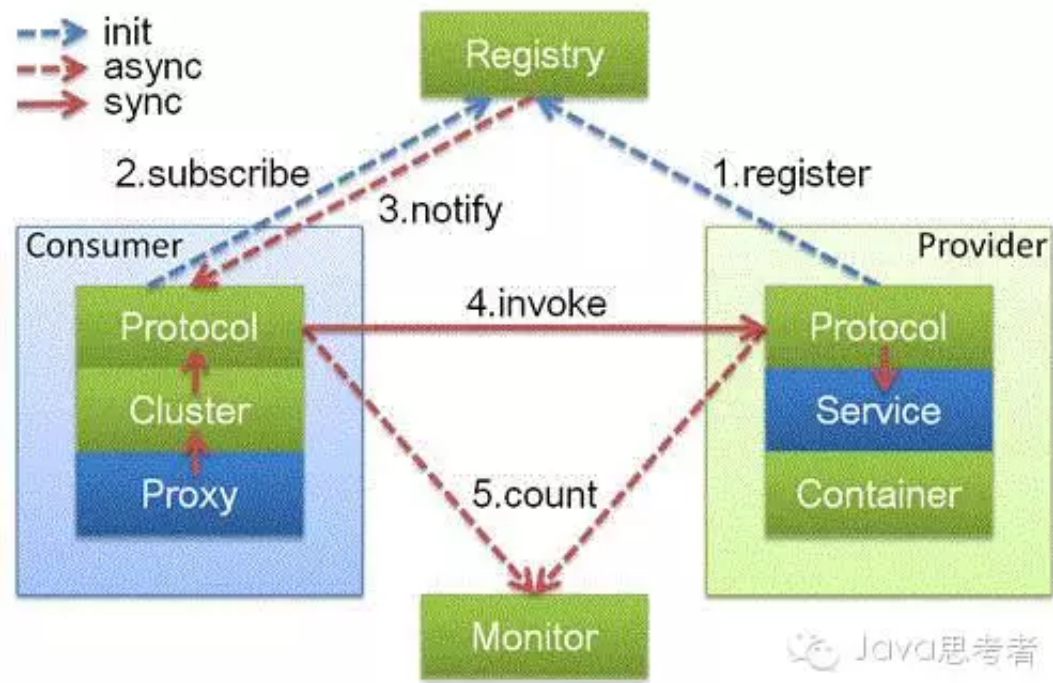 init
async
sync
Registry
2.subscribe
1.register
3.notify
Consumer
Provider
Protocol
4.invoke
Protocol
Cluster
Service
Proxy
5.count
Container
Monitor
Java思考者